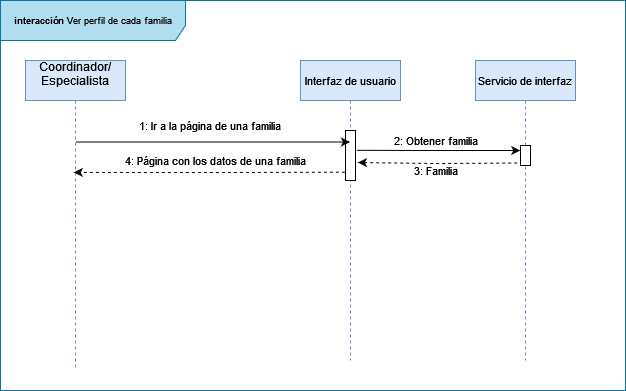 interacción Ver perfil de cada familia
Coordinador/
Especialista
Interfaz de usuario
Servicio de interfaz
1: Ir a la página de una familia
2: Obtener familia
4: Página con los datos de una familia
3: Familia